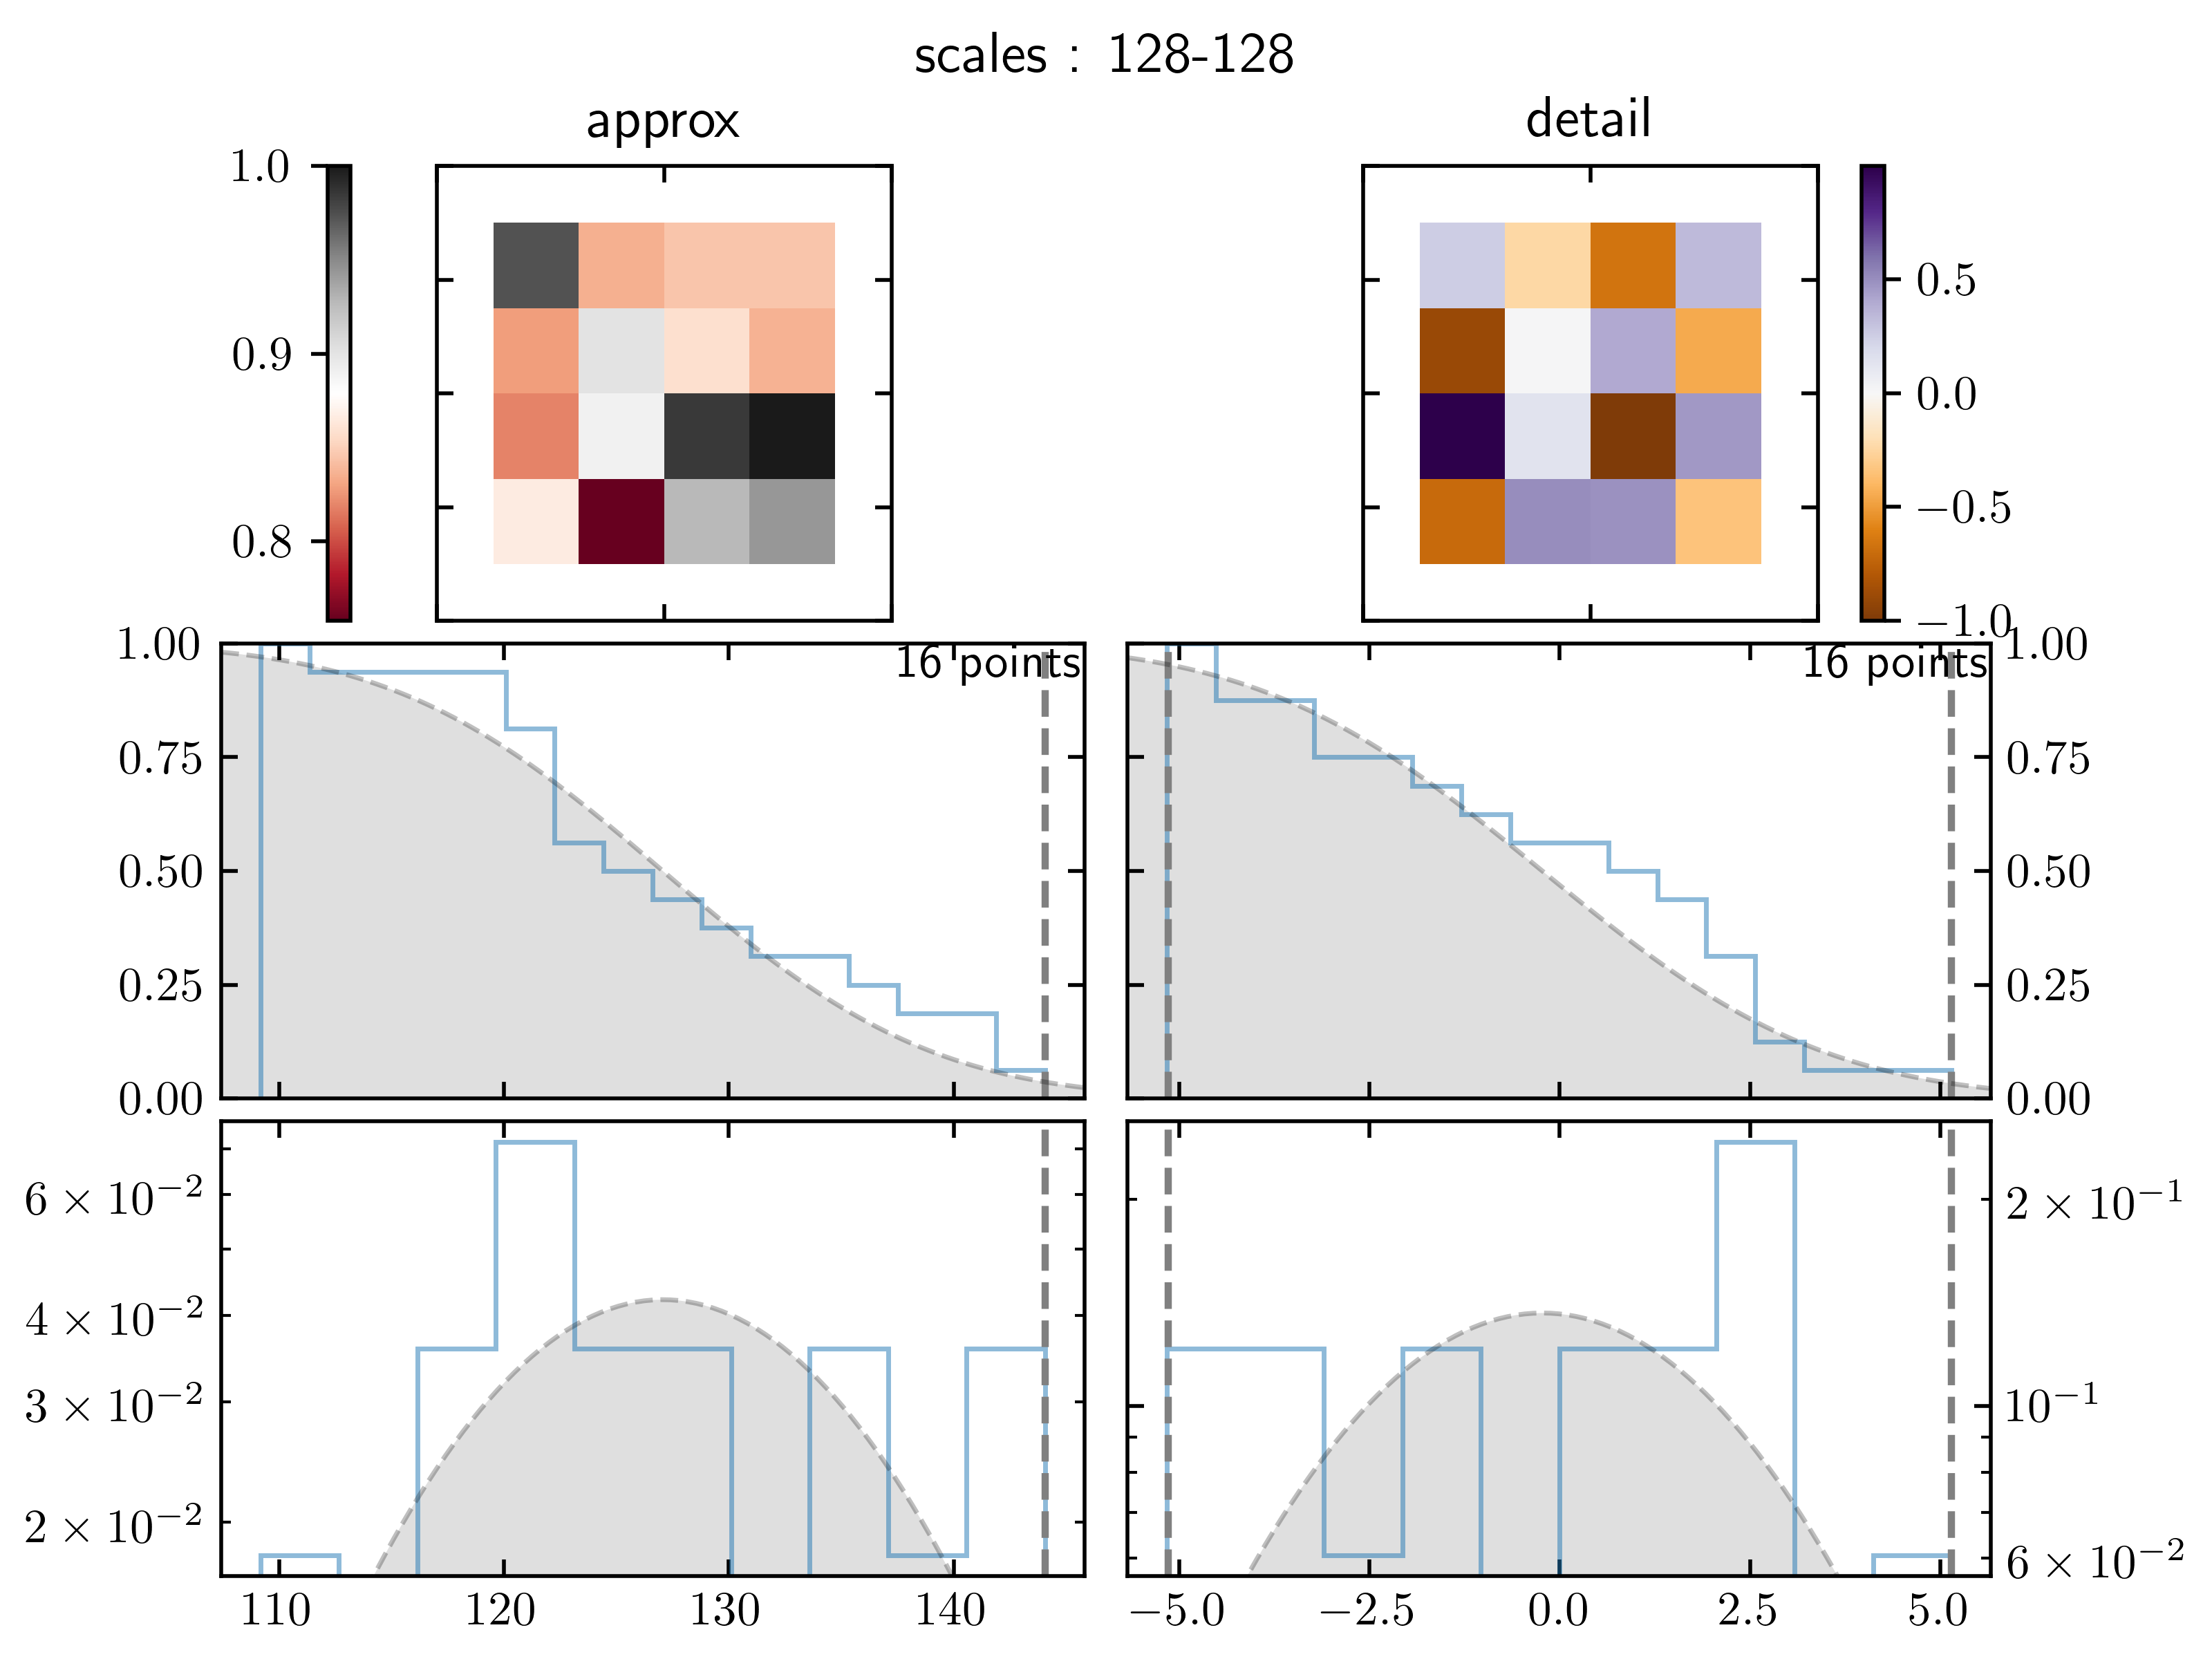 scales : 128-128
approx
detail
1.0
0.9
0.8
0.5
0.0
−0.5
−1.0
16 points
1.00
0.75
0.50
0.25
0.00
16 points
1.00
0.75
0.50
0.25
0.00
6 × 10⁻²
4 × 10⁻²
3 × 10⁻²
2 × 10⁻²
110 120 130 140
2 × 10⁻¹
10⁻¹
6 × 10⁻²
−5.0 −2.5 0.0 2.5 5.0